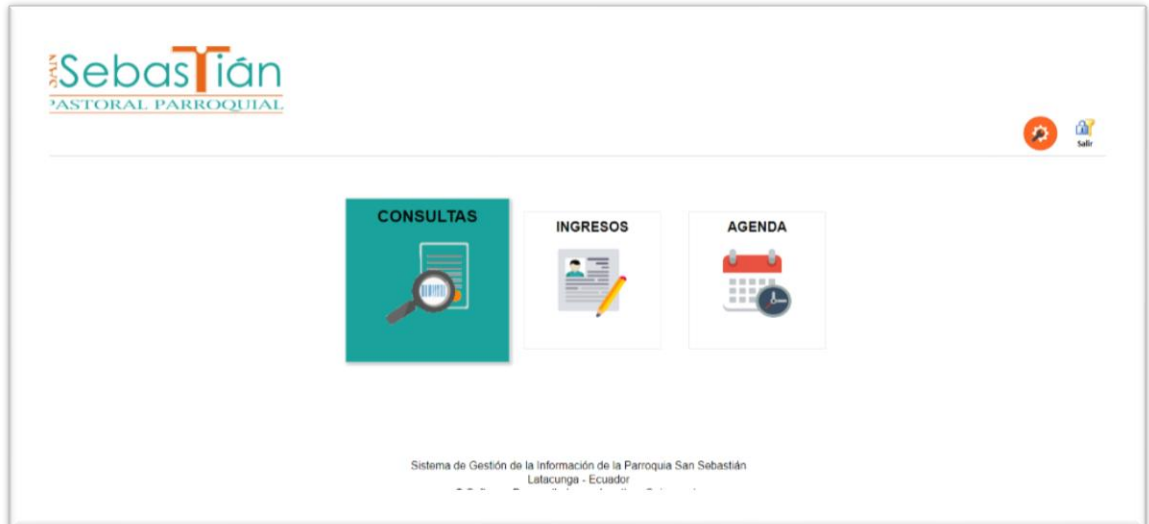 SAN
SebasTián
PASTORAL PARROQUIAL
Salir
CONSULTAS
INGRESOS
AGENDA
Sistema de Gestión de la Información de la Parroquia San Sebastián
Latacunga - Ecuador